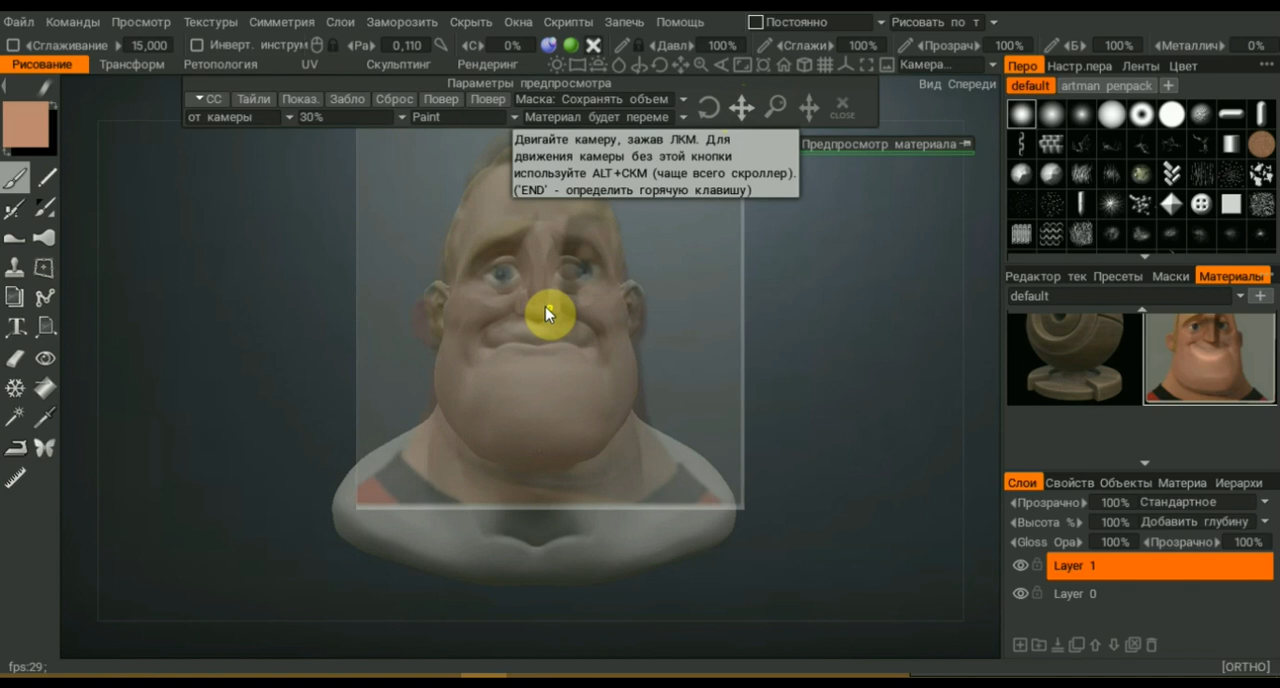 Файл Команды Просмотр Текстуры Симметрия Слои Заморозить Скрыть Окна Скрипты Запечь Помощь Постоянно Рисовать по т
Сглаживание 15,000 Инверт. инструм Ра 0,110 С 0% Давл 100% Сглажи 100% Прозрач 100% Б 100% Металлич 0%
Рисование Трансформ Ретопология UV Скульптинг Рендеринг Камера... Перо Настр.пера Ленты Цвет
Параметры предпросмотра Вид Спереди default artman penpack
СС Тайли Показ. Забло Сброс Повер Повер Маска: Сохранять объем CLOSE
от камеры 30% Paint Материал будет переме
Двигайте камеру, зажав ЛКМ. Для
движения камеры без этой кнопки
используйте ALT+СКМ (чаще всего скроллер).
('END' - определить горячую клавишу)
Предпросмотр материала
Редактор тек Пресеты Маски Материалы
default
Слои Свойств Объекты Материа Иерархи
Прозрачно 100% Стандартное
Высота % 100% Добавить глубину
Gloss Opa 100% Прозрачно 100%
Layer 1
Layer 0
fps:29; [ORTHO]